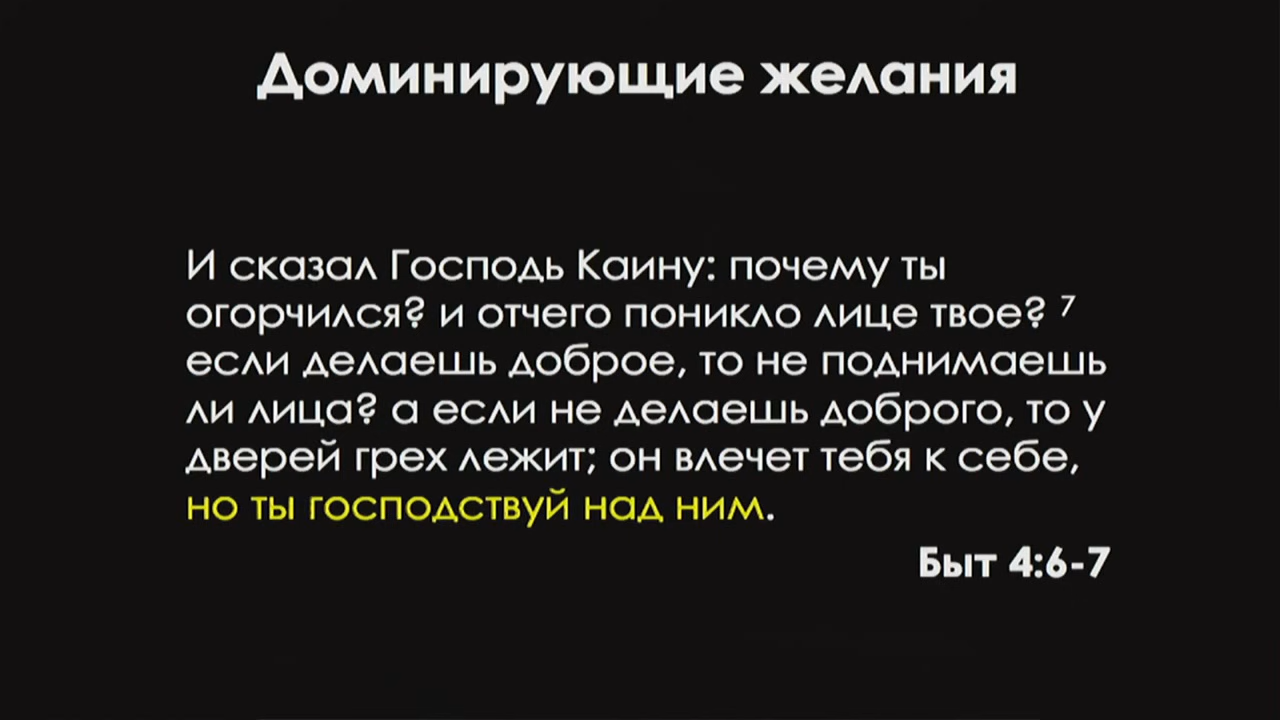 Доминирующие желания
И сказал Господь Каину: почему ты
огорчился? и отчего поникло лице твое? ⁷
если делаешь доброе, то не поднимаешь
ли лица? а если не делаешь доброго, то у
дверей грех лежит; он влечет тебя к себе,
но ты господствуй над ним.
Быт 4:6-7